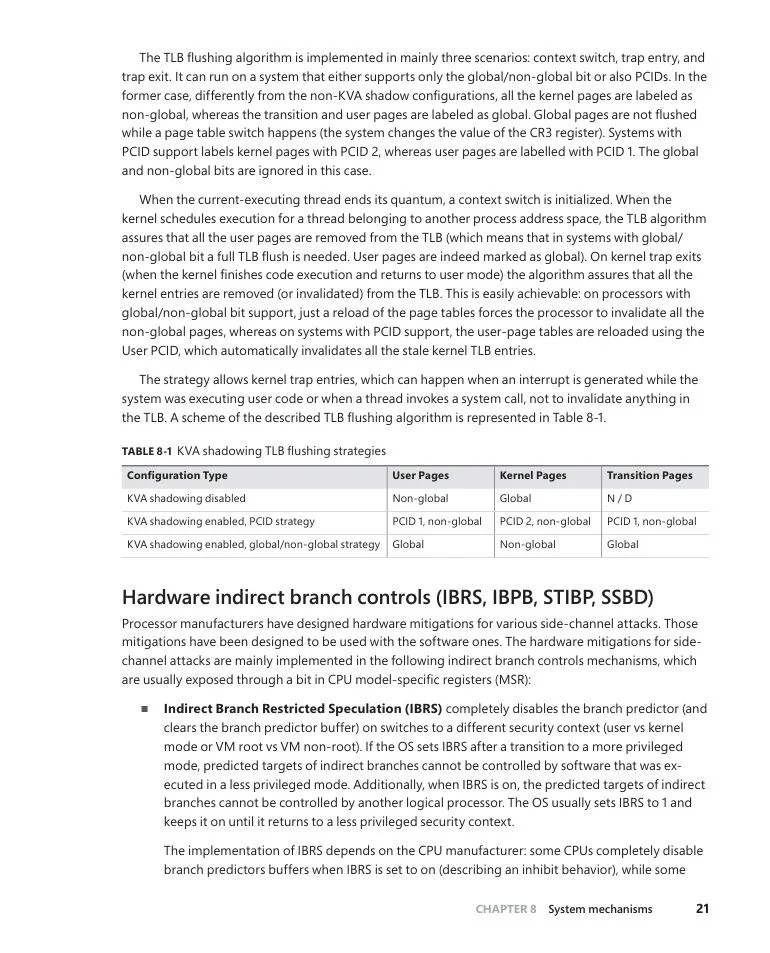 The TLB flushing algorithm is implemented in mainly three scenarios: context switch, trap entry, and
trap exit. It can run on a system that either supports only the global/non-global bit or also PCIDs. In the
former case, differently from the non-KVA shadow configurations, all the kernel pages are labeled as
non-global, whereas the transition and user pages are labeled as global. Global pages are not flushed
while a page table switch happens (the system changes the value of the CR3 register). Systems with
PCID support labels kernel pages with PCID 2, whereas user pages are labelled with PCID 1. The global
and non-global bits are ignored in this case.
When the current-executing thread ends its quantum, a context switch is initialized. When the
kernel schedules execution for a thread belonging to another process address space, the TLB algorithm
assures that all the user pages are removed from the TLB (which means that in systems with global/
non-global bit a full TLB flush is needed. User pages are indeed marked as global). On kernel trap exits
(when the kernel finishes code execution and returns to user mode) the algorithm assures that all the
kernel entries are removed (or invalidated) from the TLB. This is easily achievable: on processors with
global/non-global bit support, just a reload of the page tables forces the processor to invalidate all the
non-global pages, whereas on systems with PCID support, the user-page tables are reloaded using the
User PCID, which automatically invalidates all the stale kernel TLB entries.
The strategy allows kernel trap entries, which can happen when an interrupt is generated while the
system was executing user code or when a thread invokes a system call, not to invalidate anything in
the TLB. A scheme of the described TLB flushing algorithm is represented in Table 8-1.
TABLE 8-1 KVA shadowing TLB flushing strategies
Configuration Type User Pages Kernel Pages Transition Pages
KVA shadowing disabled Non-global Global N / D
KVA shadowing enabled, PCID strategy PCID 1, non-global PCID 2, non-global PCID 1, non-global
KVA shadowing enabled, global/non-global strategy Global Non-global Global
Hardware indirect branch controls (IBRS, IBPB, STIBP, SSBD)
Processor manufacturers have designed hardware mitigations for various side-channel attacks. Those
mitigations have been designed to be used with the software ones. The hardware mitigations for side-
channel attacks are mainly implemented in the following indirect branch controls mechanisms, which
are usually exposed through a bit in CPU model-specific registers (MSR):
■ Indirect Branch Restricted Speculation (IBRS) completely disables the branch predictor (and
clears the branch predictor buffer) on switches to a different security context (user vs kernel
mode or VM root vs VM non-root). If the OS sets IBRS after a transition to a more privileged
mode, predicted targets of indirect branches cannot be controlled by software that was ex-
ecuted in a less privileged mode. Additionally, when IBRS is on, the predicted targets of indirect
branches cannot be controlled by another logical processor. The OS usually sets IBRS to 1 and
keeps it on until it returns to a less privileged security context.
The implementation of IBRS depends on the CPU manufacturer: some CPUs completely disable
branch predictors buffers when IBRS is set to on (describing an inhibit behavior), while some
CHAPTER 8 System mechanisms 21